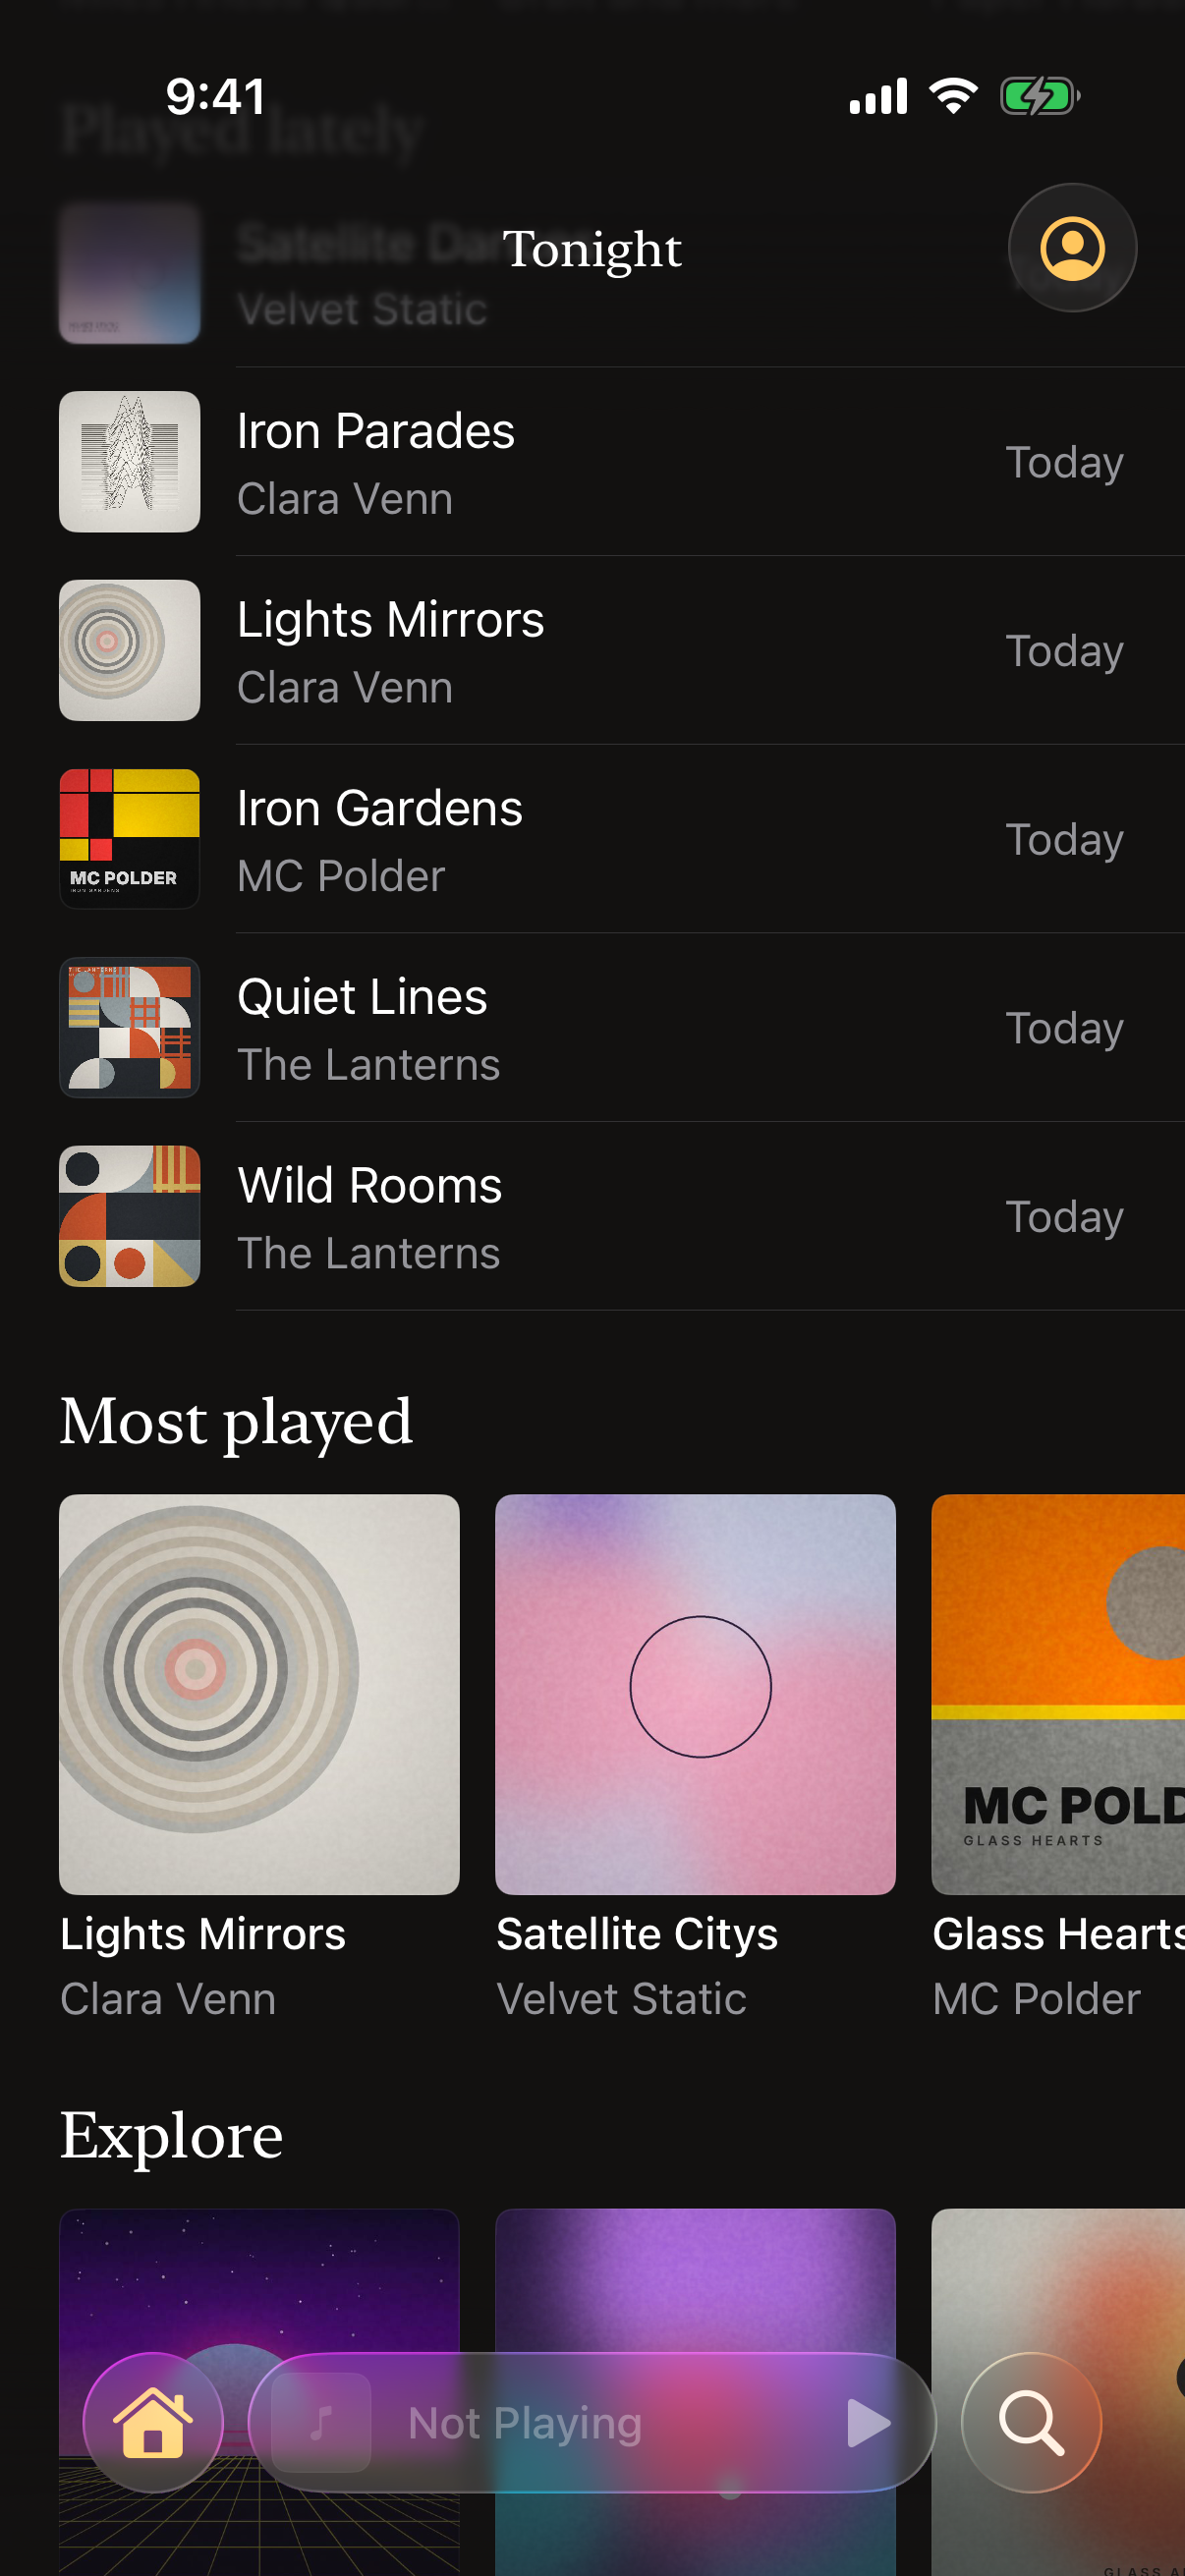 9:41
Played lately
Tonight
Velvet Static
Iron Parades
Clara Venn
Today
Lights Mirrors
Clara Venn
Today
MC POLDER
Iron Gardens
MC Polder
Today
Quiet Lines
The Lanterns
Today
Wild Rooms
The Lanterns
Today
Most played
MC POLD
GLASS HEARTS
Lights Mirrors
Clara Venn
Satellite Citys
Velvet Static
Glass Hearts
MC Polder
Explore
Not Playing